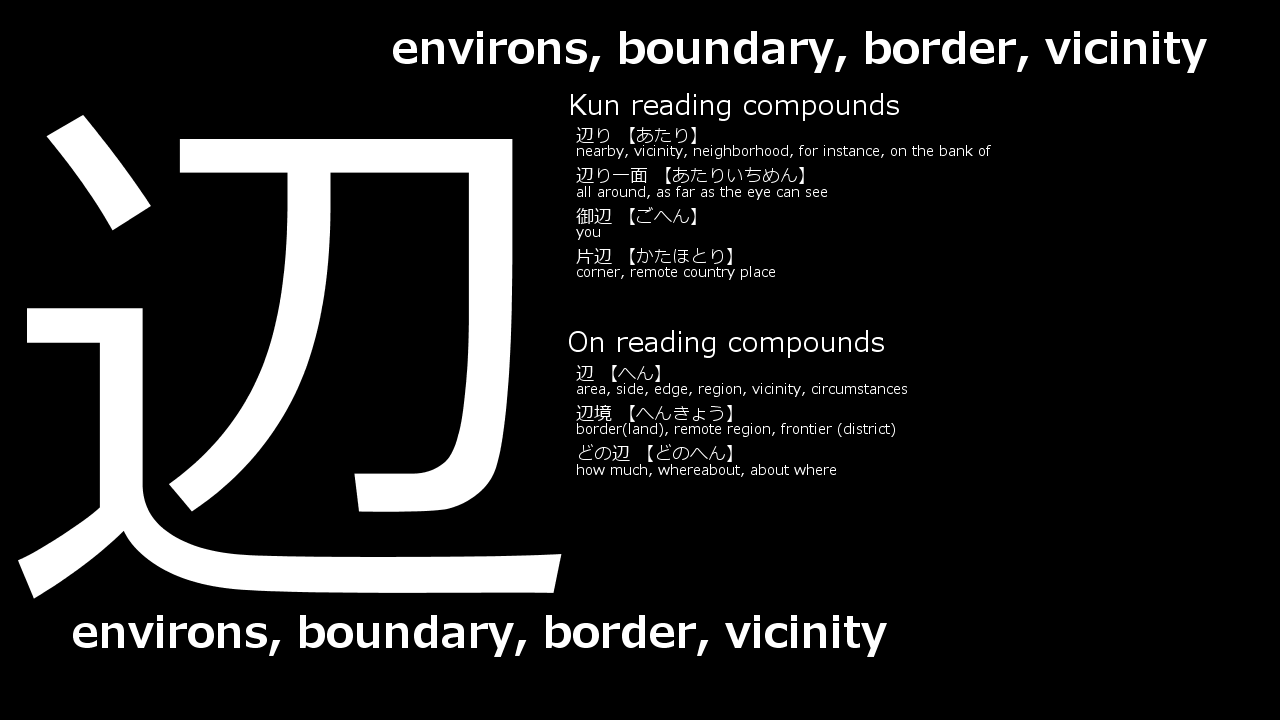 environs, boundary, border, vicinity
辺
Kun reading compounds
辺り 【あたり】
nearby, vicinity, neighborhood, for instance, on the bank of
辺り一面 【あたりいちめん】
all around, as far as the eye can see
御辺 【ごへん】
you
片辺 【かたほとり】
corner, remote country place
On reading compounds
辺 【へん】
area, side, edge, region, vicinity, circumstances
辺境 【へんきょう】
border(land), remote region, frontier (district)
どの辺 【どのへん】
how much, whereabout, about where
environs, boundary, border, vicinity